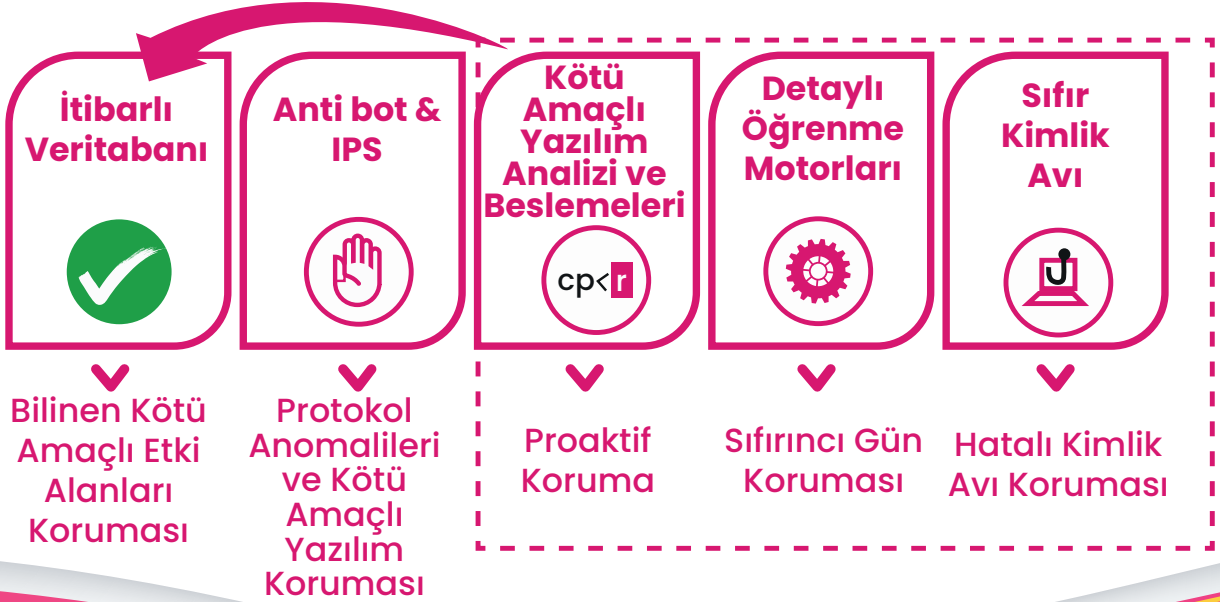 İtibarlı
Veritabanı
Anti bot &
IPS
Kötü
Amaçlı
Yazılım
Analizi ve
Beslemeleri
cp<r
Detaylı
Öğrenme
Motorları
Sıfır
Kimlik
Avı
Bilinen Kötü
Amaçlı Etki
Alanları
Koruması
Protokol
Anomalileri
ve Kötü
Amaçlı
Yazılım
Koruması
Proaktif
Koruma
Sıfırıncı Gün
Koruması
Hatalı Kimlik
Avı Koruması